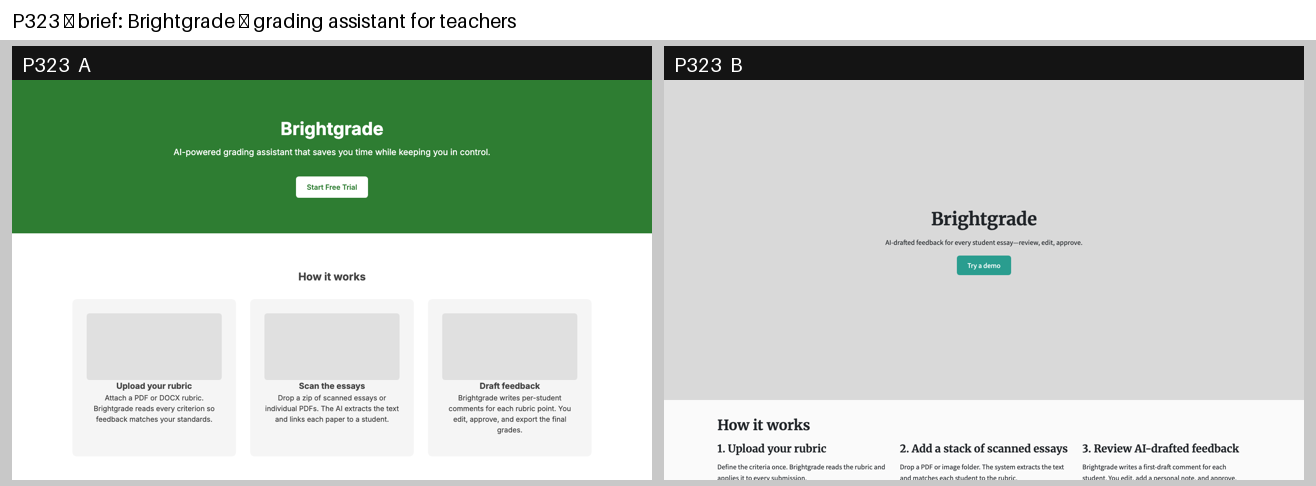 P323 brief: Brightgrade grading assistant for teachers
P323 A
Brightgrade
AI-powered grading assistant that saves you time while keeping you in control.
Start Free Trial
How it works
Upload your rubric
Attach a PDF or DOCX rubric.
Brightgrade reads every criterion so
feedback matches your standards.
Scan the essays
Drop a zip of scanned essays or
individual PDFs. The AI extracts the text
and links each paper to a student.
Draft feedback
Brightgrade writes per-student
comments for each rubric point. You
edit, approve, and export the final
grades.
P323 B
Brightgrade
AI-drafted feedback for every student essay—review, edit, approve.
Try a demo
How it works
1. Upload your rubric
Define the criteria once. Brightgrade reads the rubric and
applies it to every submission.
2. Add a stack of scanned essays
Drop a PDF or image folder. The system extracts the text
and matches each student to the rubric.
3. Review AI-drafted feedback
Brightgrade writes a first-draft comment for each
student. You edit, add a personal note, and approve.